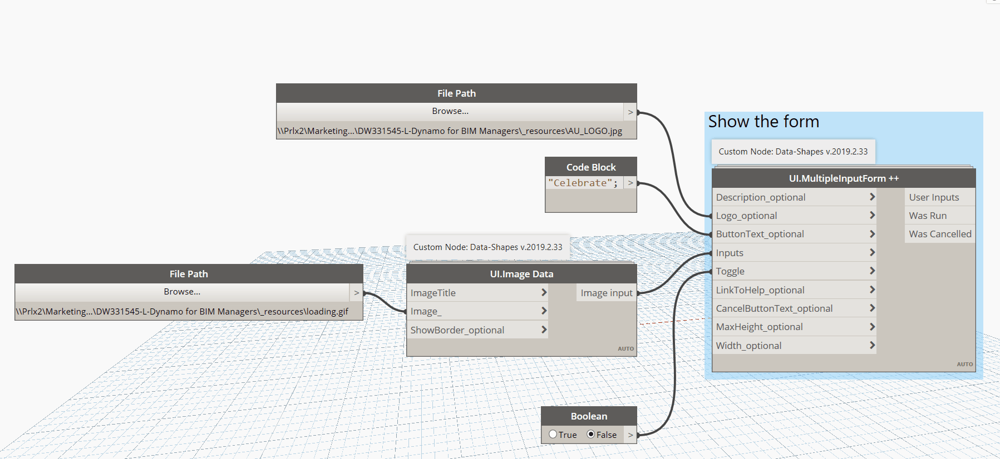 File Path
Browse...
>
\\Prlx2\Marketing...\DW331545-L-Dynamo for BIM Managers\_resources\AU_LOGO.jpg
Code Block
"Celebrate";
>
Show the form
Custom Node: Data-Shapes v.2019.2.33
UI.MultipleInputForm ++
Description_optional
User Inputs
Logo_optional
Was Run
ButtonText_optional
Was Cancelled
Inputs
Toggle
LinkToHelp_optional
CancelButtonText_optional
MaxHeight_optional
Width_optional
AUTO
File Path
Browse...
>
\\Prlx2\Marketing...\DW331545-L-Dynamo for BIM Managers\_resources\loading.gif
Custom Node: Data-Shapes v.2019.2.33
UI.Image Data
ImageTitle
Image input
Image_
ShowBorder_optional
AUTO
Boolean
True False >